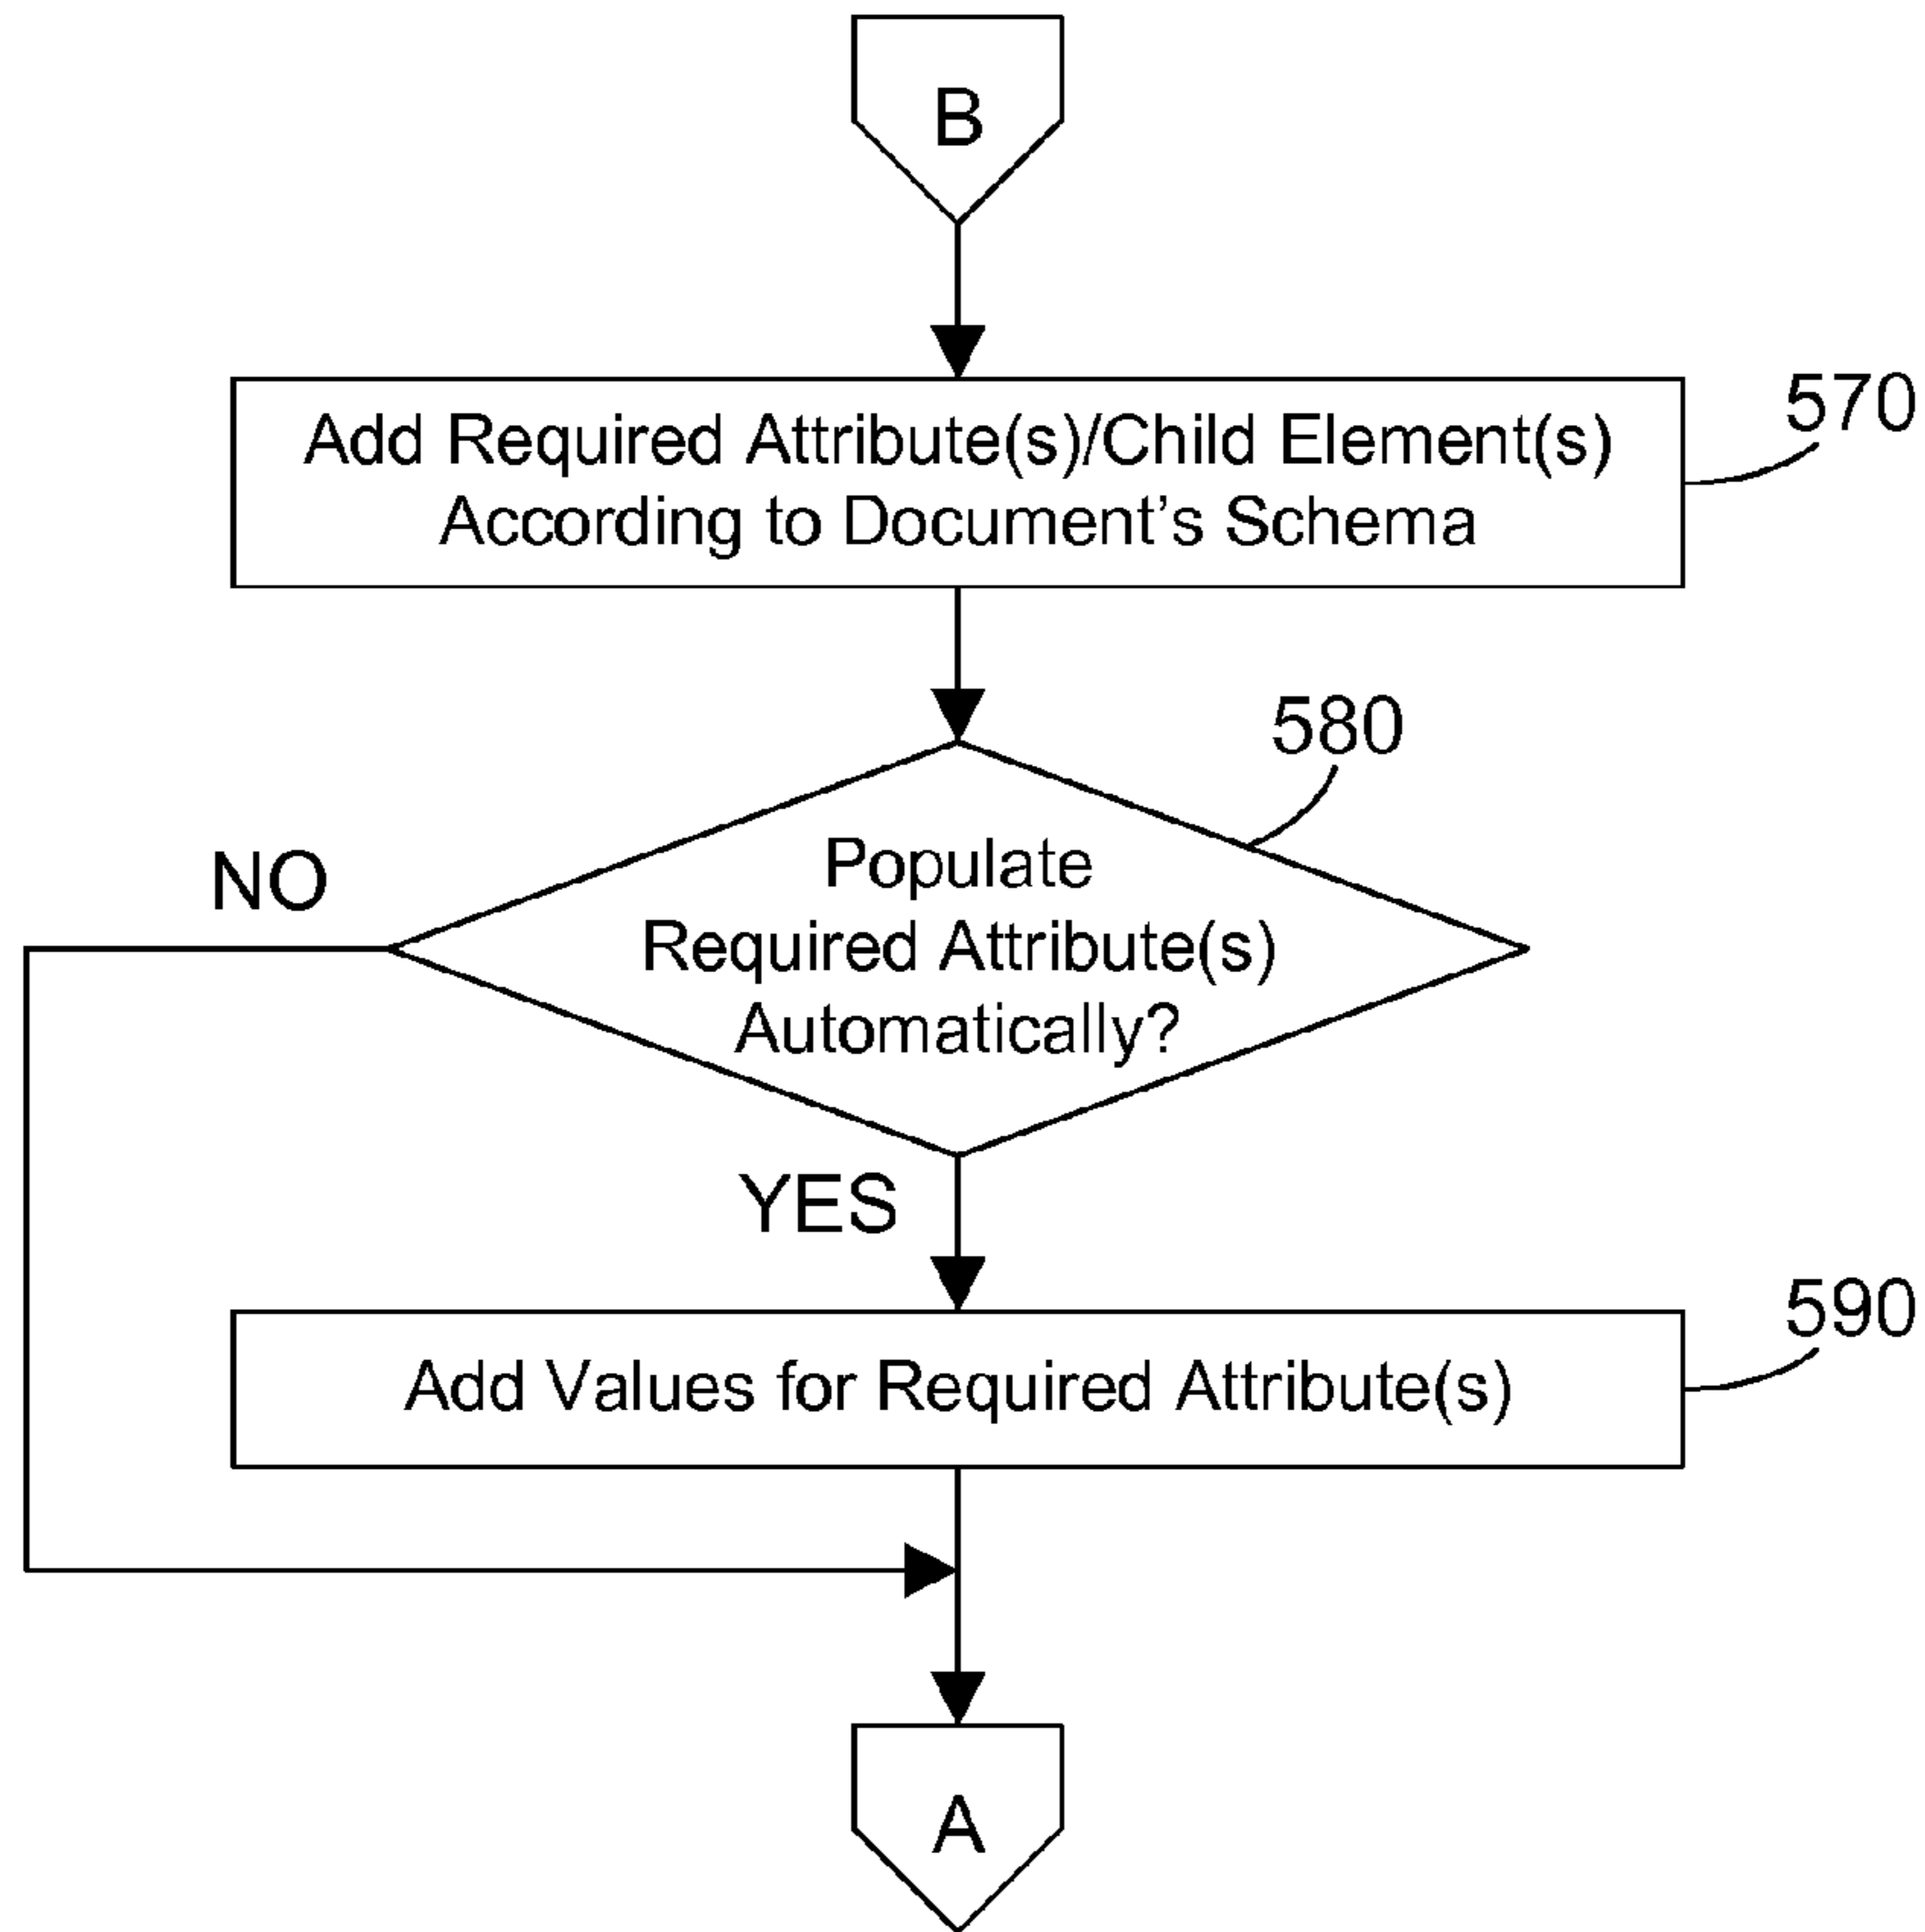 B
Add Required Attribute(s)/Child Element(s)
According to Document’s Schema
570
580
Populate
Required Attribute(s)
Automatically?
NO
YES
Add Values for Required Attribute(s)
590
A